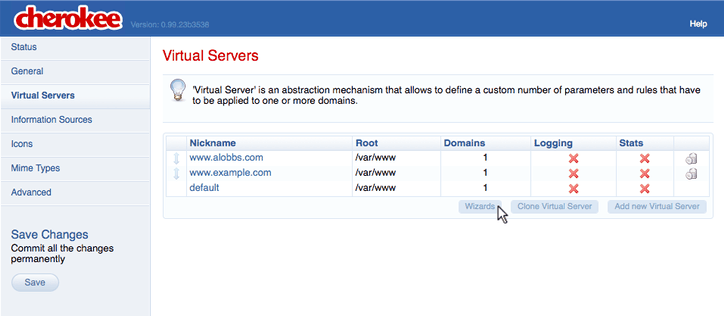 cherokee Version: 0.99.23b3538 Help
Status
General
Virtual Servers
Information Sources
Icons
Mime Types
Advanced
Save Changes
Commit all the changes
permanently
Save
Virtual Servers
'Virtual Server' is an abstraction mechanism that allows to define a custom number of parameters and rules that have
to be applied to one or more domains.
Nickname Root Domains Logging Stats
www.alobbs.com /var/www 1
www.example.com /var/www 1
default /var/www 1
Wizards Clone Virtual Server Add new Virtual Server